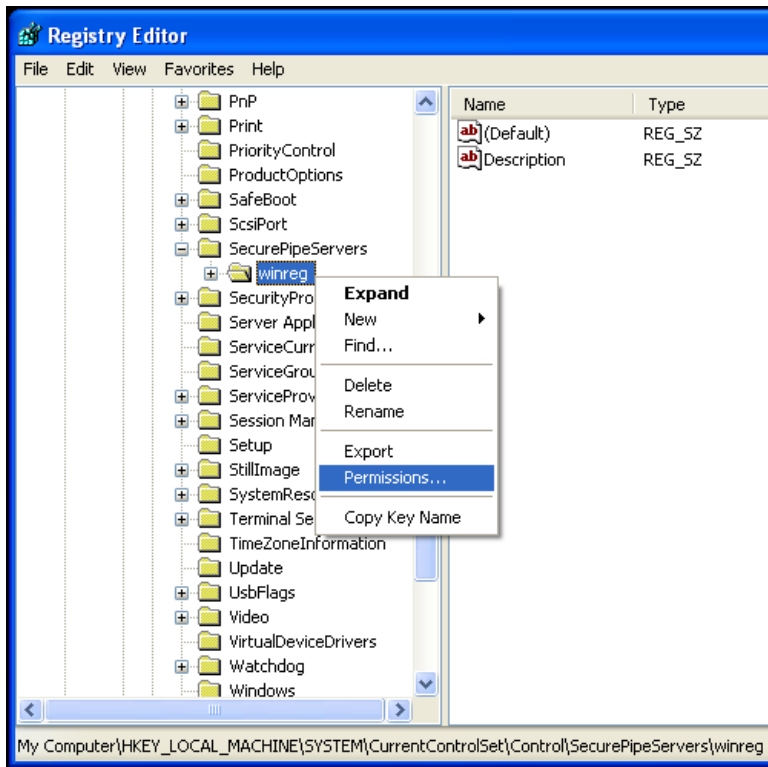 Registry Editor
File Edit View Favorites Help
PnP
Print
PriorityControl
ProductOptions
SafeBoot
ScsiPort
SecurePipeServers
winreg
SecurityPro
Server Appl
ServiceCurr
ServiceGrou
ServiceProv
Session Mar
Setup
StillImage
SystemReso
Terminal Se
TimeZoneInformation
Update
UsbFlags
Video
VirtualDeviceDrivers
Watchdog
Windows
Expand
New
Find...
Delete
Rename
Export
Permissions...
Copy Key Name
Name Type
ab (Default) REG_SZ
ab Description REG_SZ
My Computer\HKEY_LOCAL_MACHINE\SYSTEM\CurrentControlSet\Control\SecurePipeServers\winreg